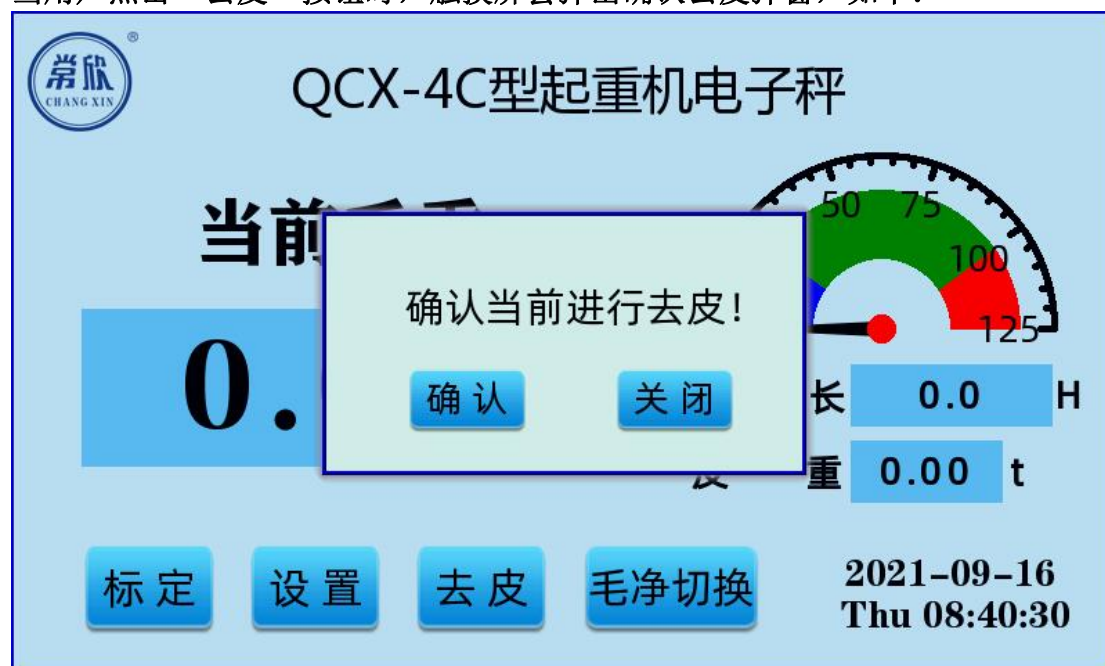 常欣
CHANG XIN
®
QCX-4C型起重机电子秤
当前
50 75
100
125
0.
确认当前进行去皮！
确认 关闭
长 0.0 H
重 0.00 t
标定 设置 去皮 毛净切换
2021-09-16
Thu 08:40:30